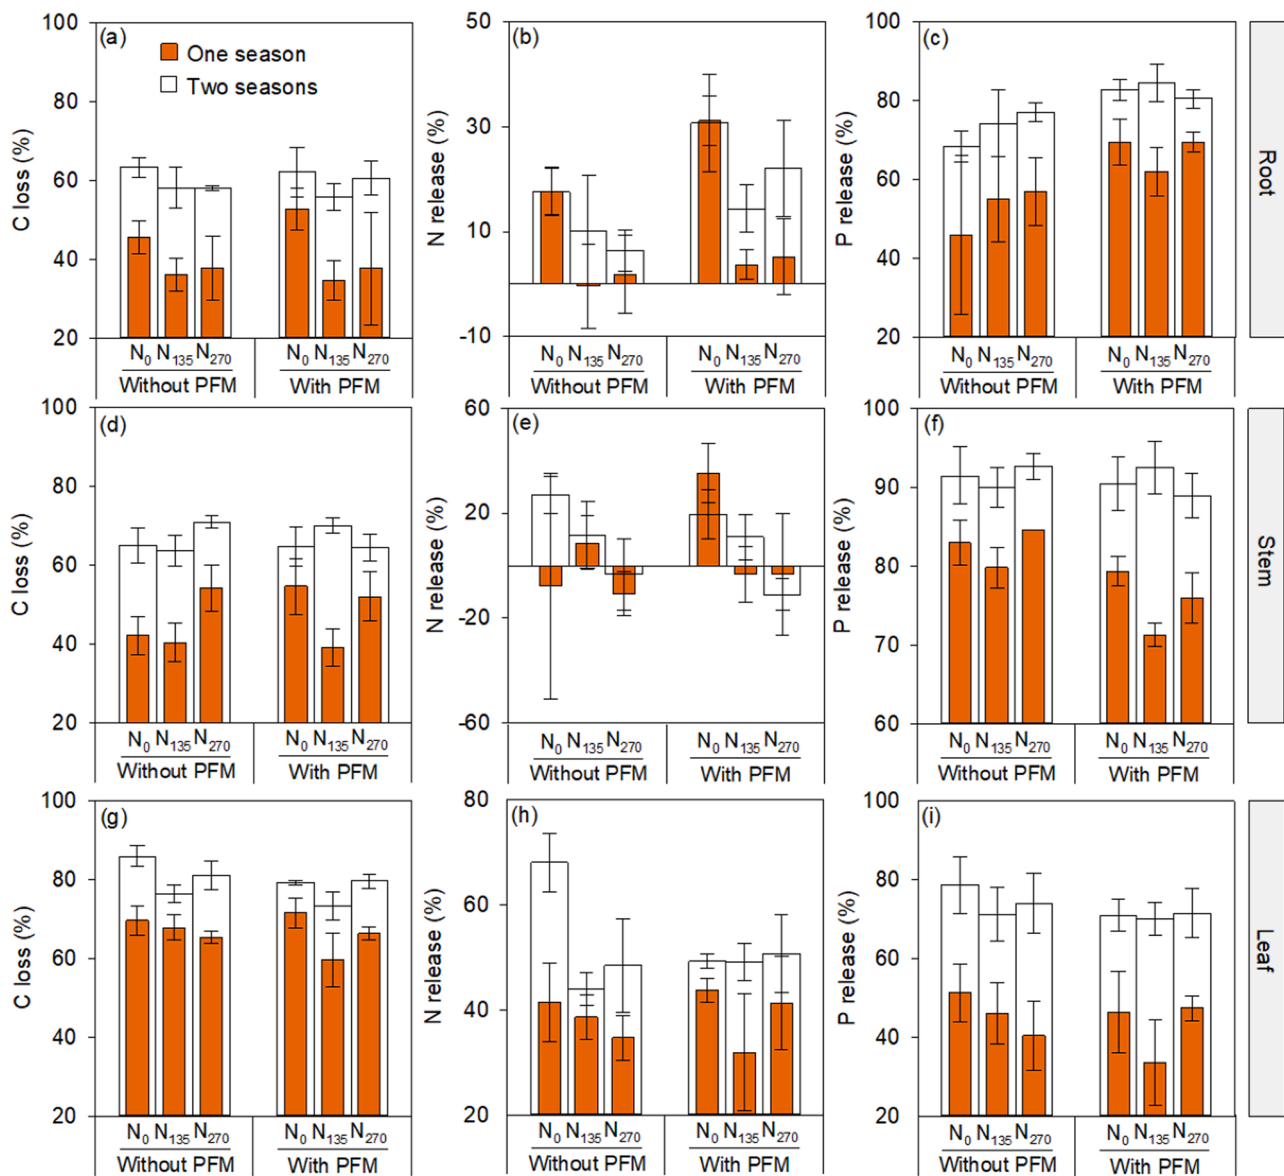 (a)
One season
Two seasons
C loss (%)
100
80
60
40
20
N0 N135 N270
Without PFM
N0 N135 N270
With PFM
(b)
N release (%)
50
30
10
-10
N0 N135 N270
Without PFM
N0 N135 N270
With PFM
(c)
P release (%)
100
80
60
40
20
N0 N135 N270
Without PFM
N0 N135 N270
With PFM
Root
(d)
C loss (%)
100
80
60
40
20
N0 N135 N270
Without PFM
N0 N135 N270
With PFM
(e)
N release (%)
60
20
-20
-60
N0 N135 N270
Without PFM
N0 N135 N270
With PFM
(f)
P release (%)
100
90
80
70
60
N0 N135 N270
Without PFM
N0 N135 N270
With PFM
Stem
(g)
C loss (%)
100
80
60
40
20
N0 N135 N270
Without PFM
N0 N135 N270
With PFM
(h)
N release (%)
80
60
40
20
N0 N135 N270
Without PFM
N0 N135 N270
With PFM
(i)
P release (%)
100
80
60
40
20
N0 N135 N270
Without PFM
N0 N135 N270
With PFM
Leaf